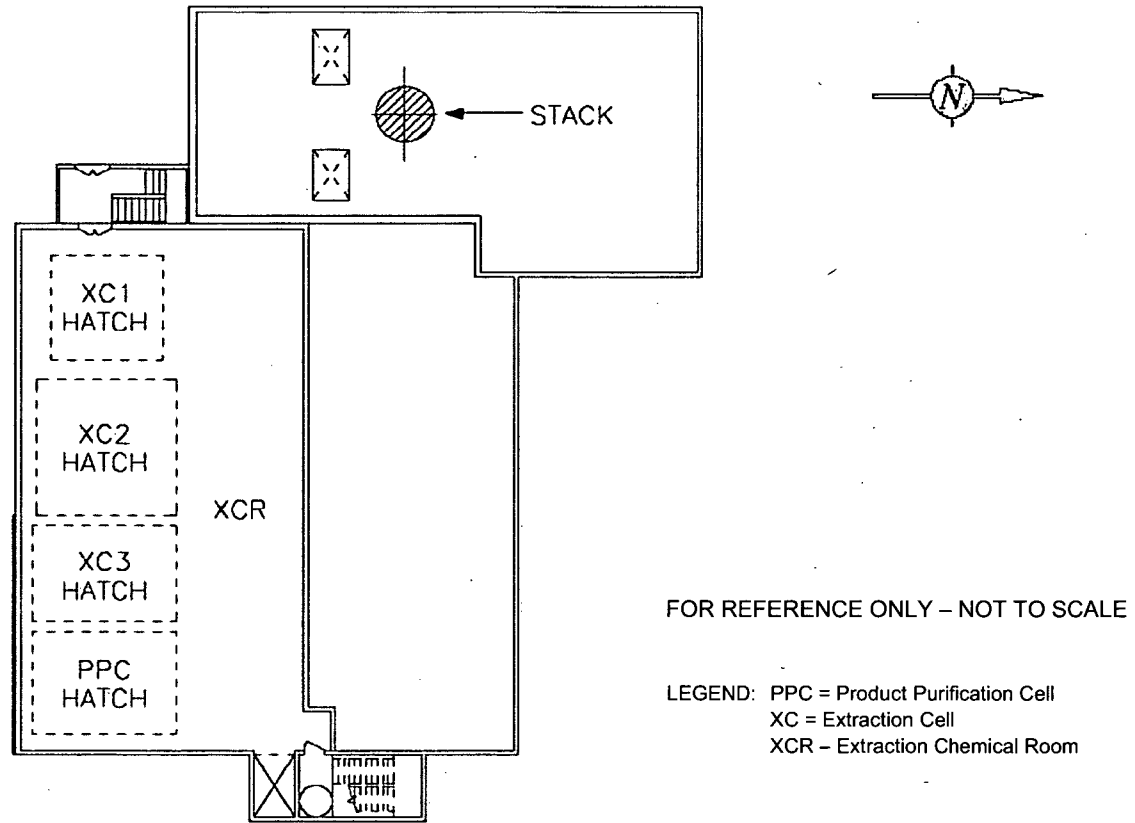 N
STACK
XC1
HATCH
XC2
HATCH
XCR
XC3
HATCH
PPC
HATCH
FOR REFERENCE ONLY – NOT TO SCALE
LEGEND: PPC = Product Purification Cell
XC = Extraction Cell
XCR – Extraction Chemical Room